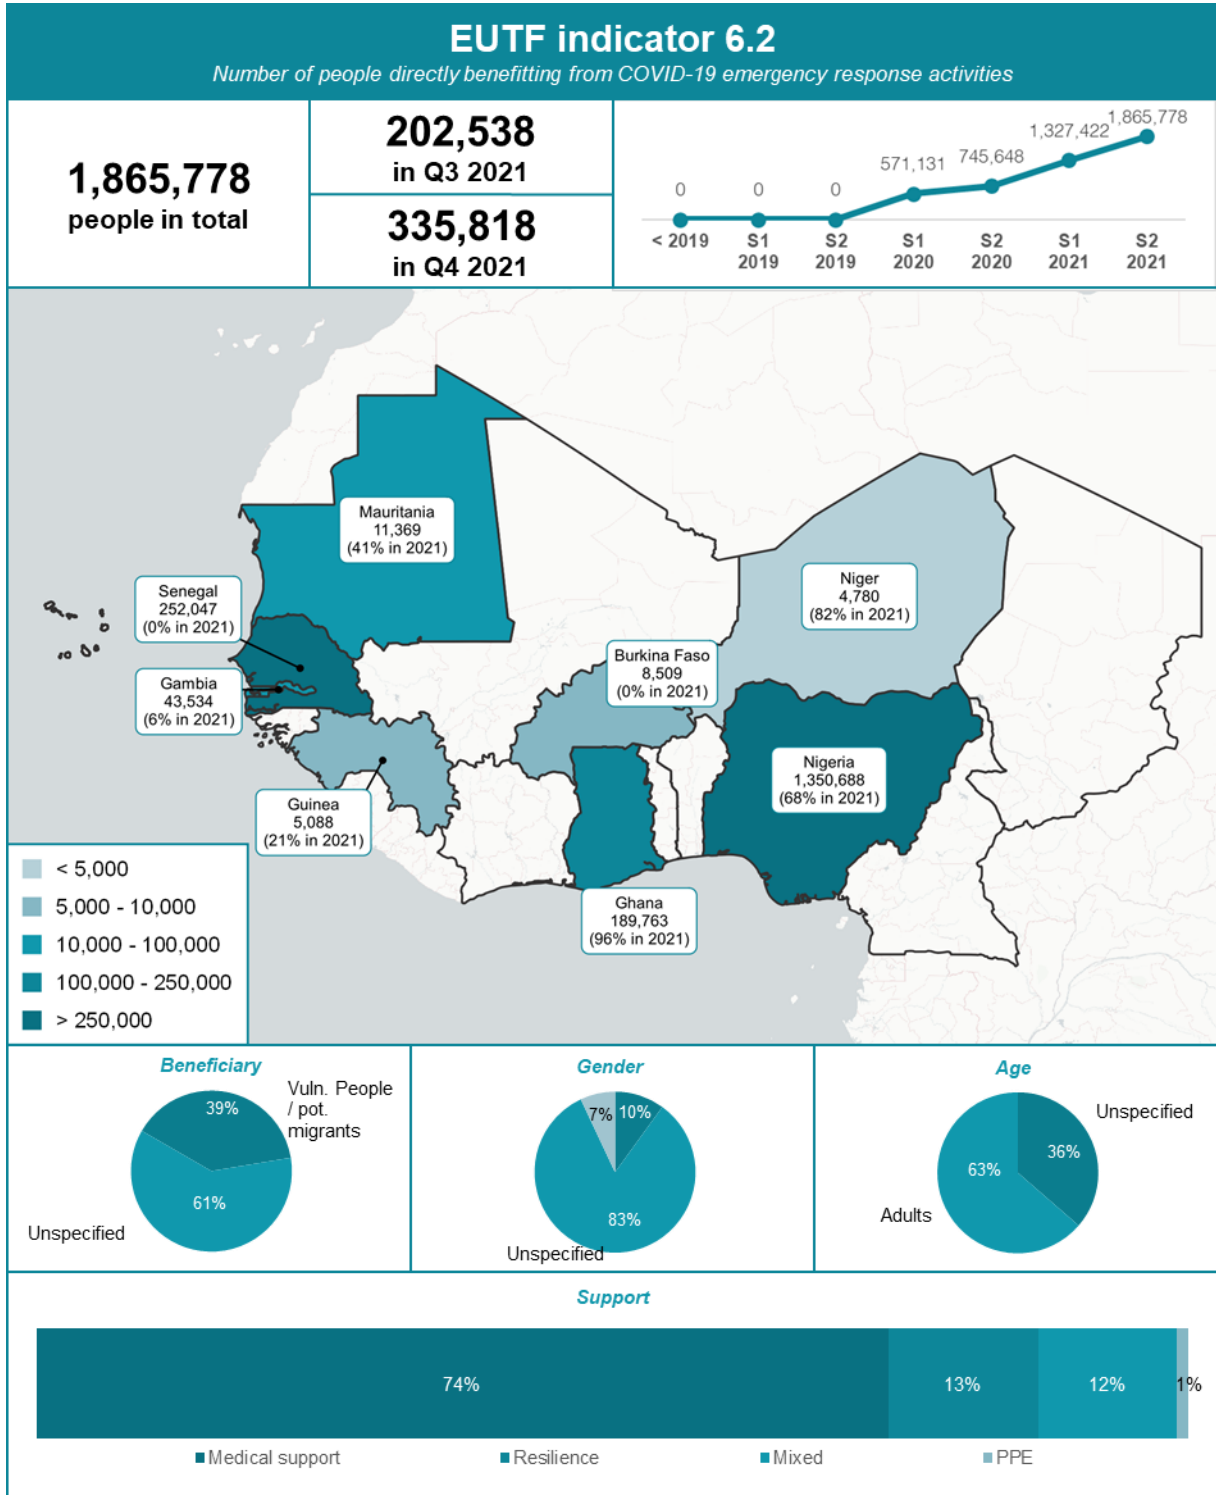 EUTF indicator 6.2
Number of people directly benefitting from COVID-19 emergency response activities
1,865,778
people in total
202,538
in Q3 2021
335,818
in Q4 2021
0
0
0
571,131
745,648
1,327,422
1,865,778
< 2019
S1
2019
S2
2019
S1
2020
S2
2020
S1
2021
S2
2021
Mauritania
11,369
(41% in 2021)
Senegal
252,047
(0% in 2021)
Niger
4,780
(82% in 2021)
Burkina Faso
8,509
(0% in 2021)
Gambia
43,534
(6% in 2021)
Nigeria
1,350,688
(68% in 2021)
Guinea
5,088
(21% in 2021)
Ghana
189,763
(96% in 2021)
< 5,000
5,000 - 10,000
10,000 - 100,000
100,000 - 250,000
> 250,000
Beneficiary
39%
Vuln. People
/ pot.
migrants
61%
Unspecified
Gender
7%
10%
83%
Unspecified
Age
Unspecified
36%
63%
Adults
Support
74%
13%
12%
1%
Medical support
Resilience
Mixed
PPE